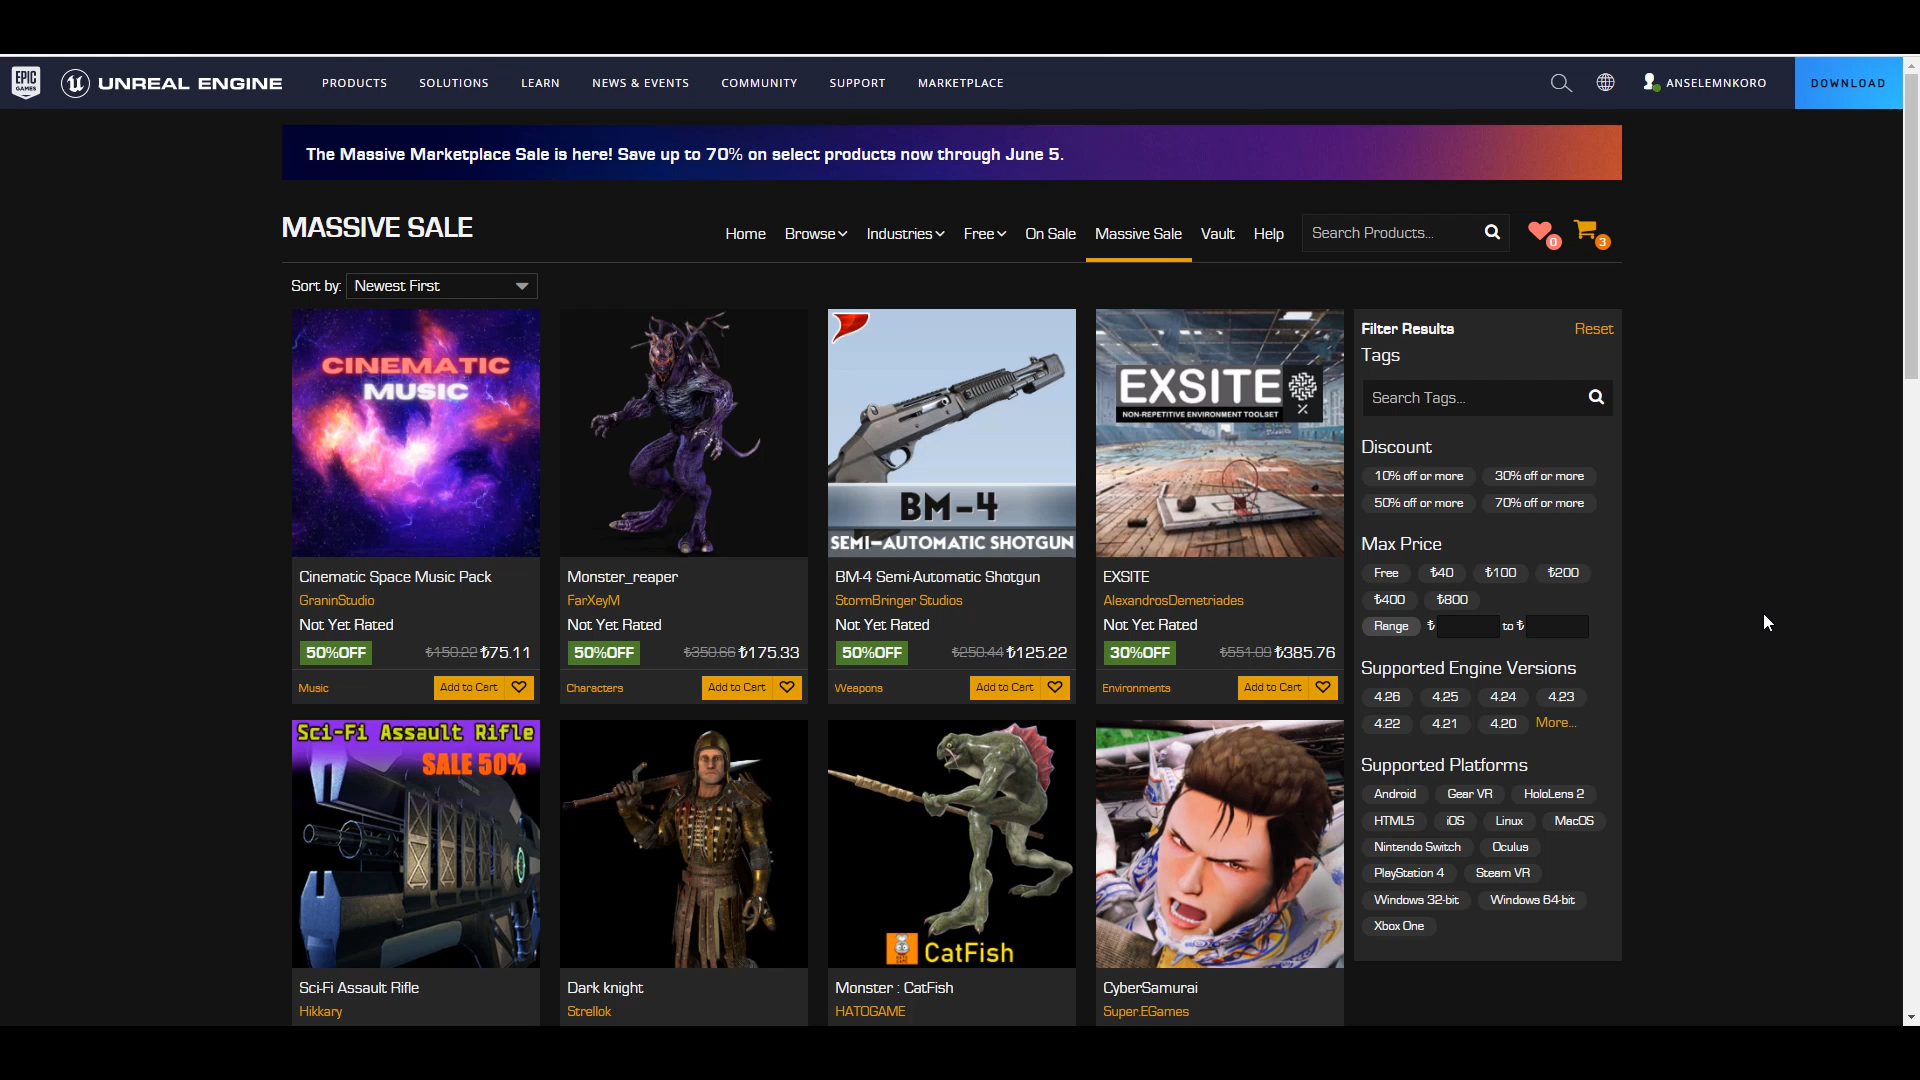 EPIC GAMES
UNREAL ENGINE
PRODUCTS SOLUTIONS LEARN NEWS & EVENTS COMMUNITY SUPPORT MARKETPLACE
ANSELEMNKORO
DOWNLOAD
The Massive Marketplace Sale is here! Save up to 70% on select products now through June 5.
MASSIVE SALE
Home Browse Industries Free On Sale Massive Sale Vault Help
Search Products...
0
3
Sort by: Newest First
CINEMATIC
MUSIC
Cinematic Space Music Pack
GraninStudio
Not Yet Rated
50%OFF ₺150.22 ₺75.11
Music Add to Cart
Monster_reaper
FarXeyM
Not Yet Rated
50%OFF ₺350.66 ₺175.33
Characters Add to Cart
BM-4
SEMI-AUTOMATIC SHOTGUN
BM-4 Semi-Automatic Shotgun
StormBringer Studios
Not Yet Rated
50%OFF ₺250.44 ₺125.22
Weapons Add to Cart
EXSITE
NON-REPETITIVE ENVIRONMENT TOOLSET
EXSITE
AlexandrosDemetriades
Not Yet Rated
30%OFF ₺551.09 ₺385.76
Environments Add to Cart
Sci-Fi Assault Rifle
SALE 50%
Sci-Fi Assault Rifle
Hikkary
Dark knight
Strellok
CatFish
Monster : CatFish
HATOGAME
CyberSamurai
Super.EGames
Filter Results Reset
Tags
Search Tags...
Discount
10% off or more 30% off or more
50% off or more 70% off or more
Max Price
Free ₺40 ₺100 ₺200
₺400 ₺800
Range ₺ to ₺
Supported Engine Versions
4.26 4.25 4.24 4.23
4.22 4.21 4.20 More...
Supported Platforms
Android Gear VR HoloLens 2
HTML5 iOS Linux MacOS
Nintendo Switch Oculus
PlayStation 4 Steam VR
Windows 32-bit Windows 64-bit
Xbox One